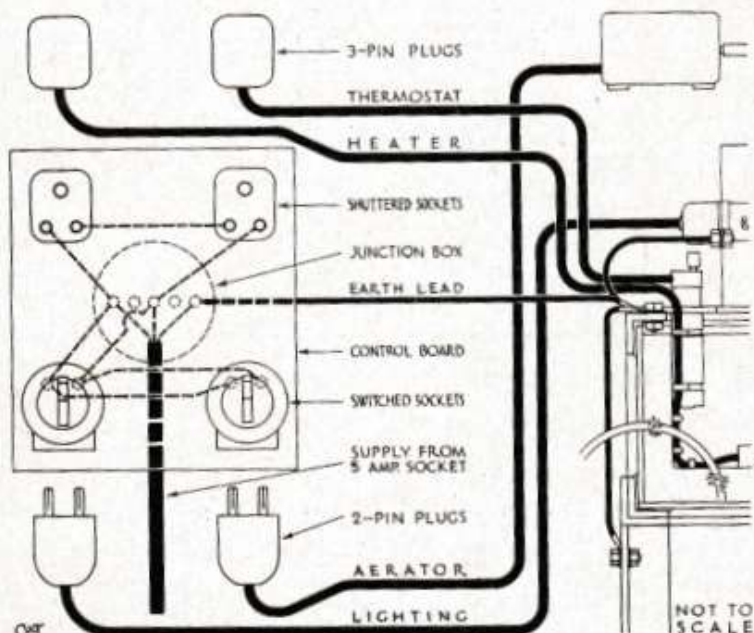 3-PIN PLUGS
THERMOSTAT
HEATER
SHUTTERED SOCKETS
JUNCTION BOX
EARTH LEAD
CONTROL BOARD
SWITCHED SOCKETS
SUPPLY FROM
5 AMP. SOCKET
2-PIN PLUGS
AERATOR
LIGHTING
NOT TO
SCALE